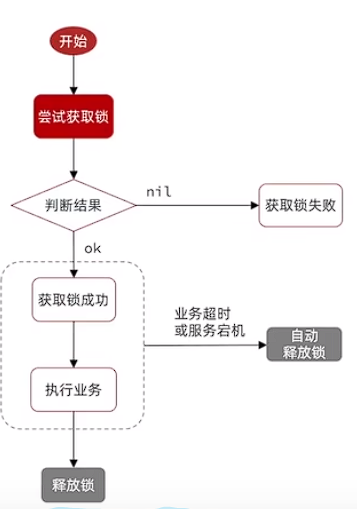 开始
尝试获取锁
判断结果
nil
获取锁失败
ok
获取锁成功
业务超时
或服务宕机
自动
释放锁
执行业务
释放锁